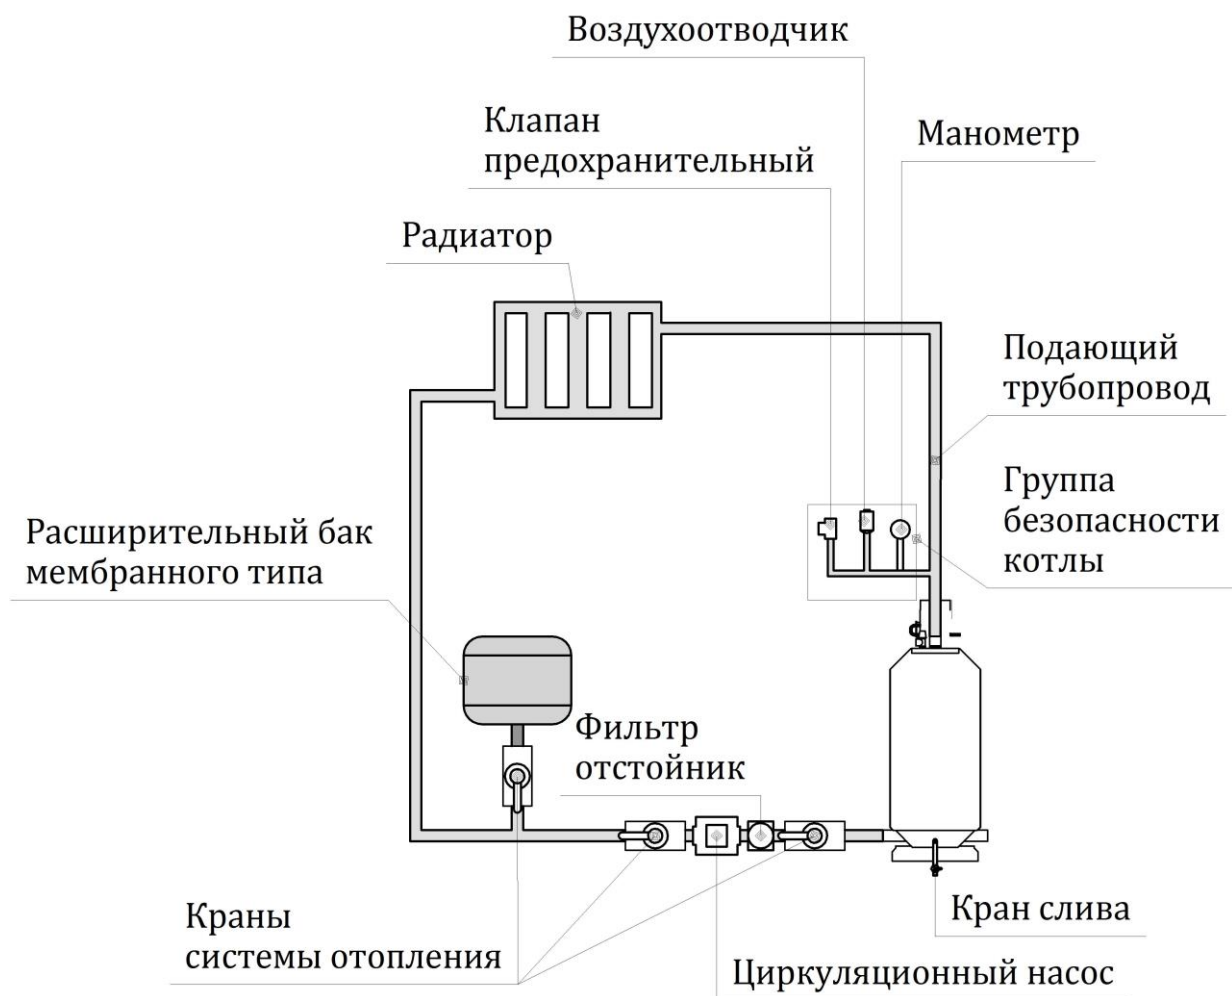 Воздухоотводчик
Клапан
предохранительный
Манометр
Радиатор
Подающий
трубопровод
Группа
безопасности
котлы
Расширительный бак
мембранного типа
Фильтр
отстойник
Краны
системы отопления
Кран слива
Циркуляционный насос